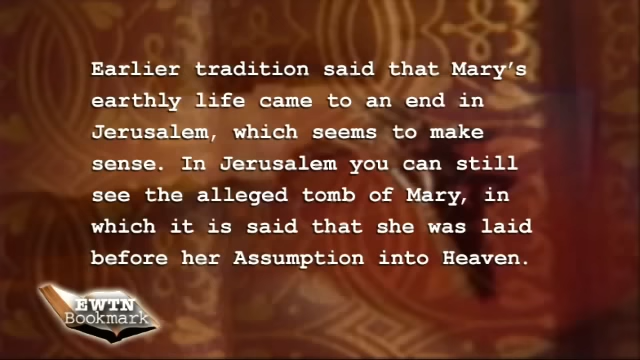 Earlier tradition said that Mary's
earthly life came to an end in
Jerusalem, which seems to make
sense. In Jerusalem you can still
see the alleged tomb of Mary, in
which it is said that she was laid
before her Assumption into Heaven.
EWTN
Bookmark